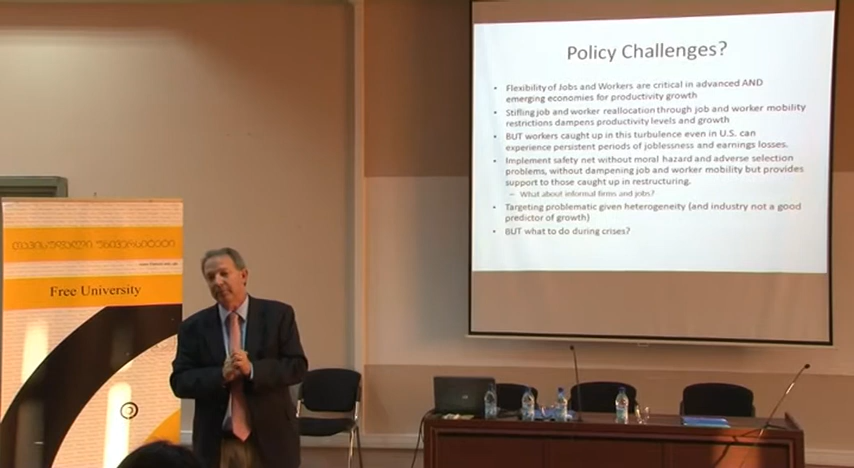 Policy Challenges?
• Flexibility of Jobs and Workers are critical in advanced AND
emerging economies for productivity growth
• Stifling job and worker reallocation through job and worker mobility
restrictions dampens productivity levels and growth
• BUT workers caught up in this turbulence even in U.S. can
experience persistent periods of joblessness and earnings losses.
• Implement safety net without moral hazard and adverse selection
problems, without dampening job and worker mobility but provides
support to those caught up in restructuring.
– What about informal firms and jobs?
• Targeting problematic given heterogeneity (and industry not a good
predictor of growth)
• BUT what to do during crises?
თავისუფალი უნივერსიტეტი
Free University